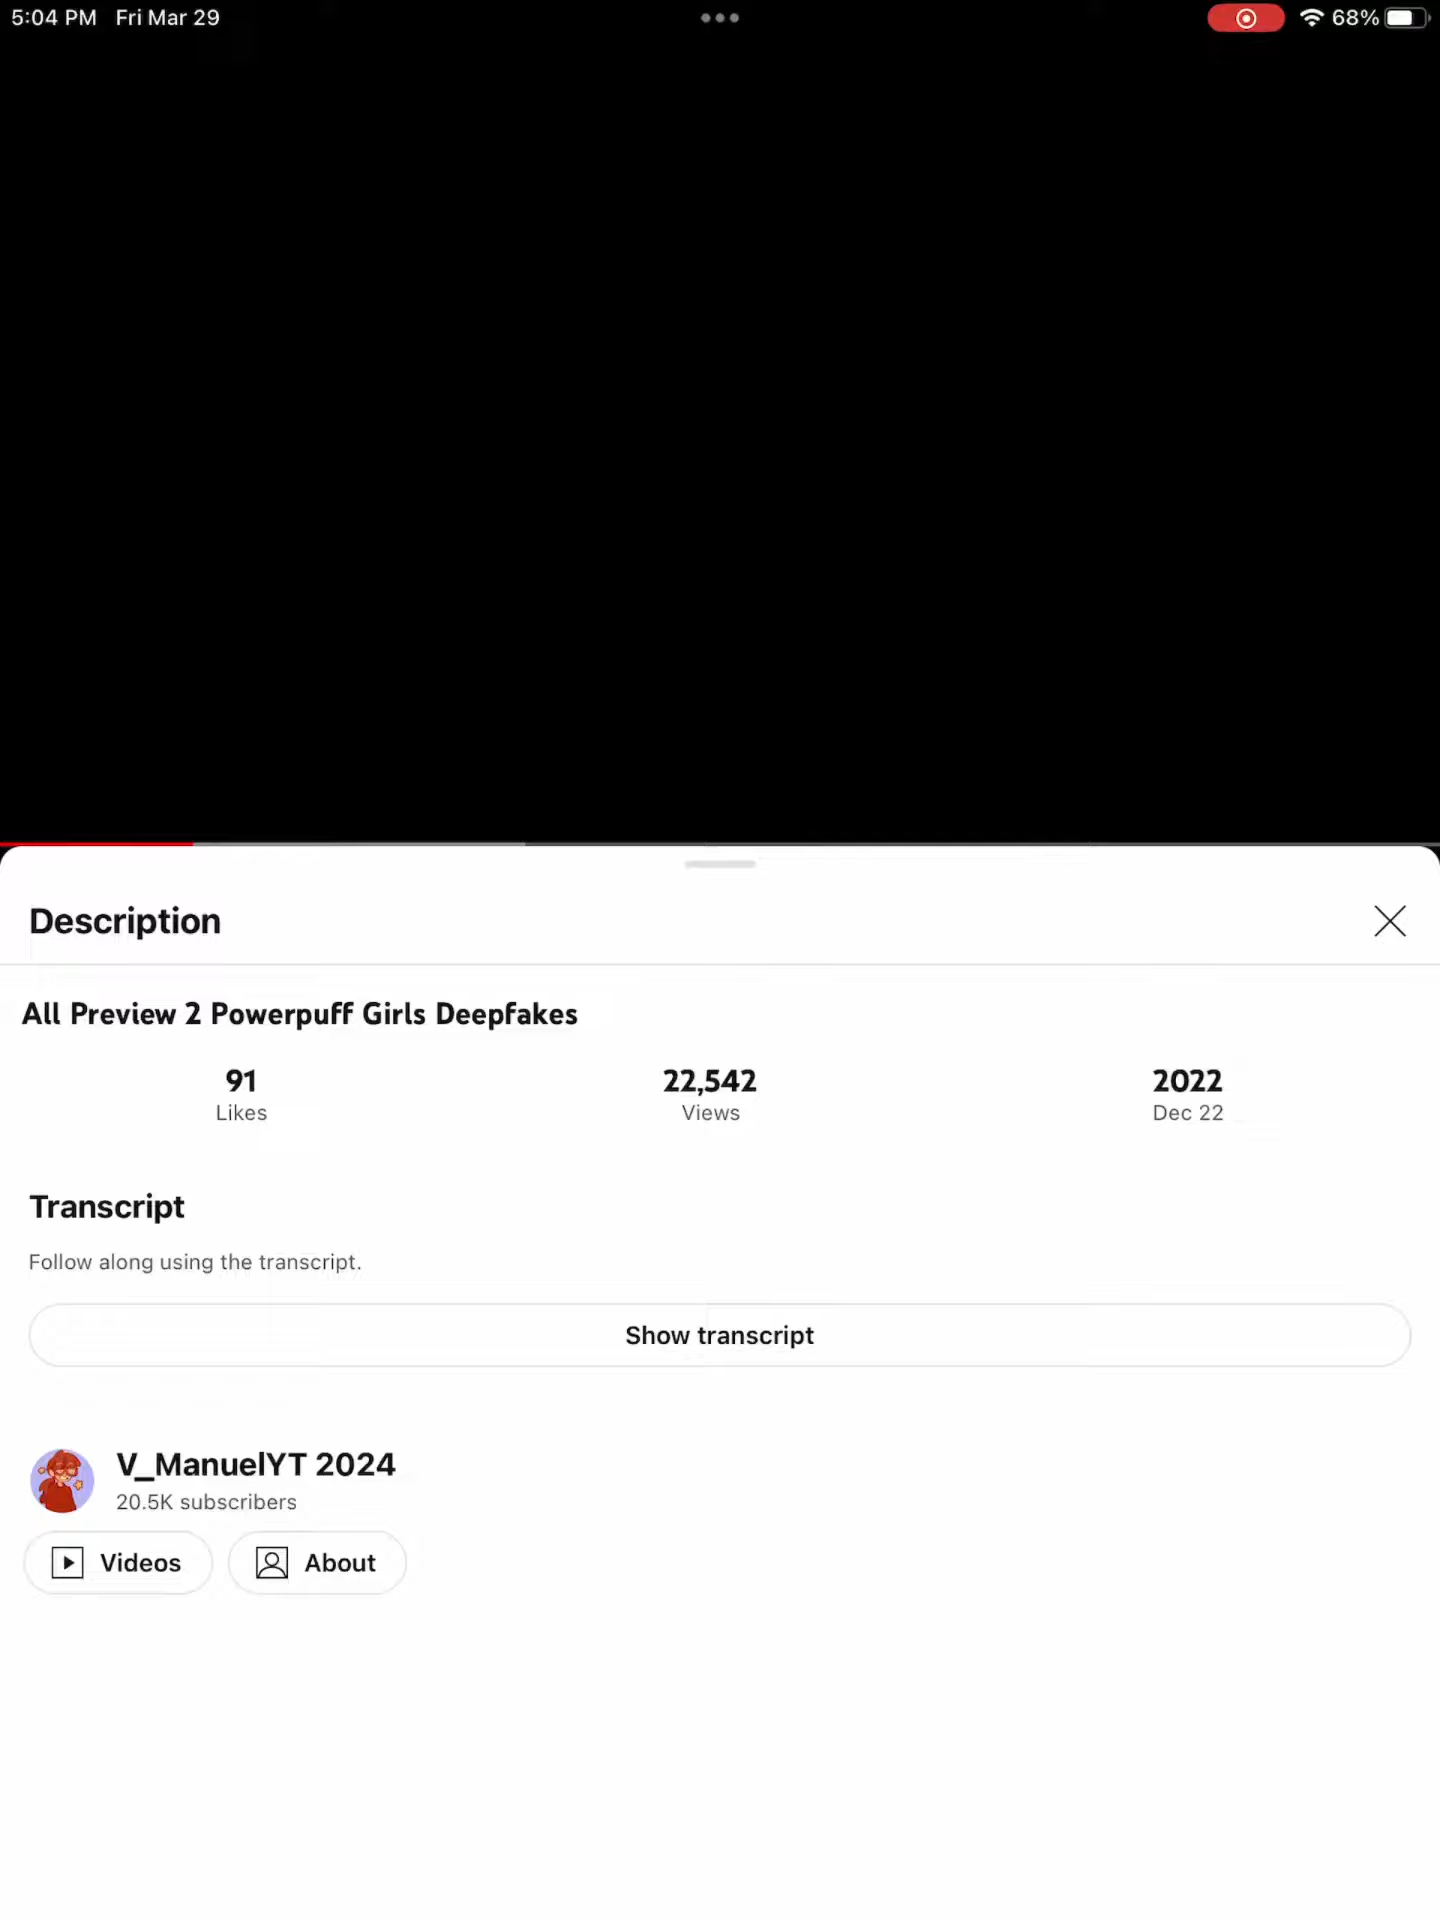 5:04 PM Fri Mar 29
68%
Description
All Preview 2 Powerpuff Girls Deepfakes
91
Likes
22,542
Views
2022
Dec 22
Transcript
Follow along using the transcript.
Show transcript
V_ManuelYT 2024
20.5K subscribers
Videos
About